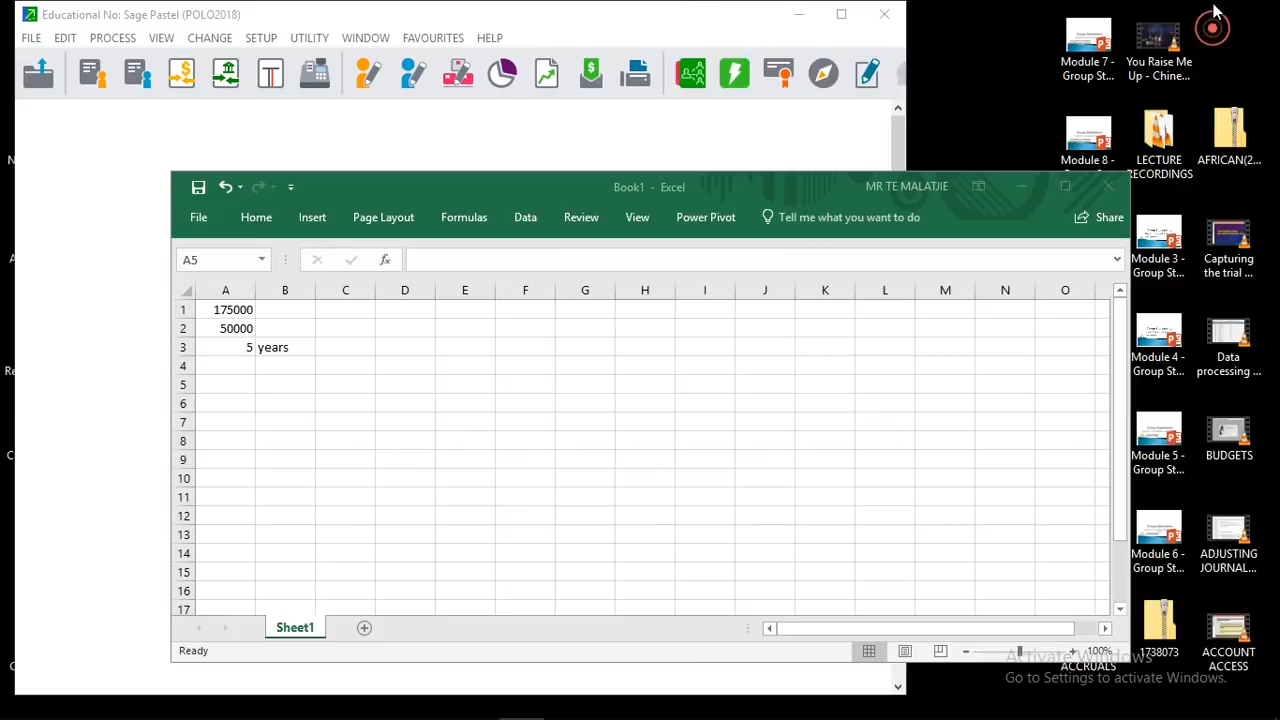 Educational No: Sage Pastel (POLO2018)
FILE EDIT PROCESS VIEW CHANGE SETUP UTILITY WINDOW FAVOURITES HELP
Book1 - Excel
MR TE MALATJIE
File Home Insert Page Layout Formulas Data Review View Power Pivot Tell me what you want to do Share
A5
fx
A B C D E F G H I J K L M N O
1 175000
2 50000
3 5 years
4
5
6
7
8
9
10
11
12
13
14
15
16
17
Sheet1
Ready
100%
Module 7 -
Group St...
You Raise Me
Up - Chine...
Module 8 -
LECTURE
RECORDINGS
AFRICAN(2...
Module 3 -
Group St...
Capturing
the trial ...
Module 4 -
Group St...
Data
processing ...
Module 5 -
Group St...
BUDGETS
Module 6 -
Group St...
ADJUSTING
JOURNAL...
ACCRUALS
1738073
ACCOUNT
ACCESS
Activate Windows
Go to Settings to activate Windows.